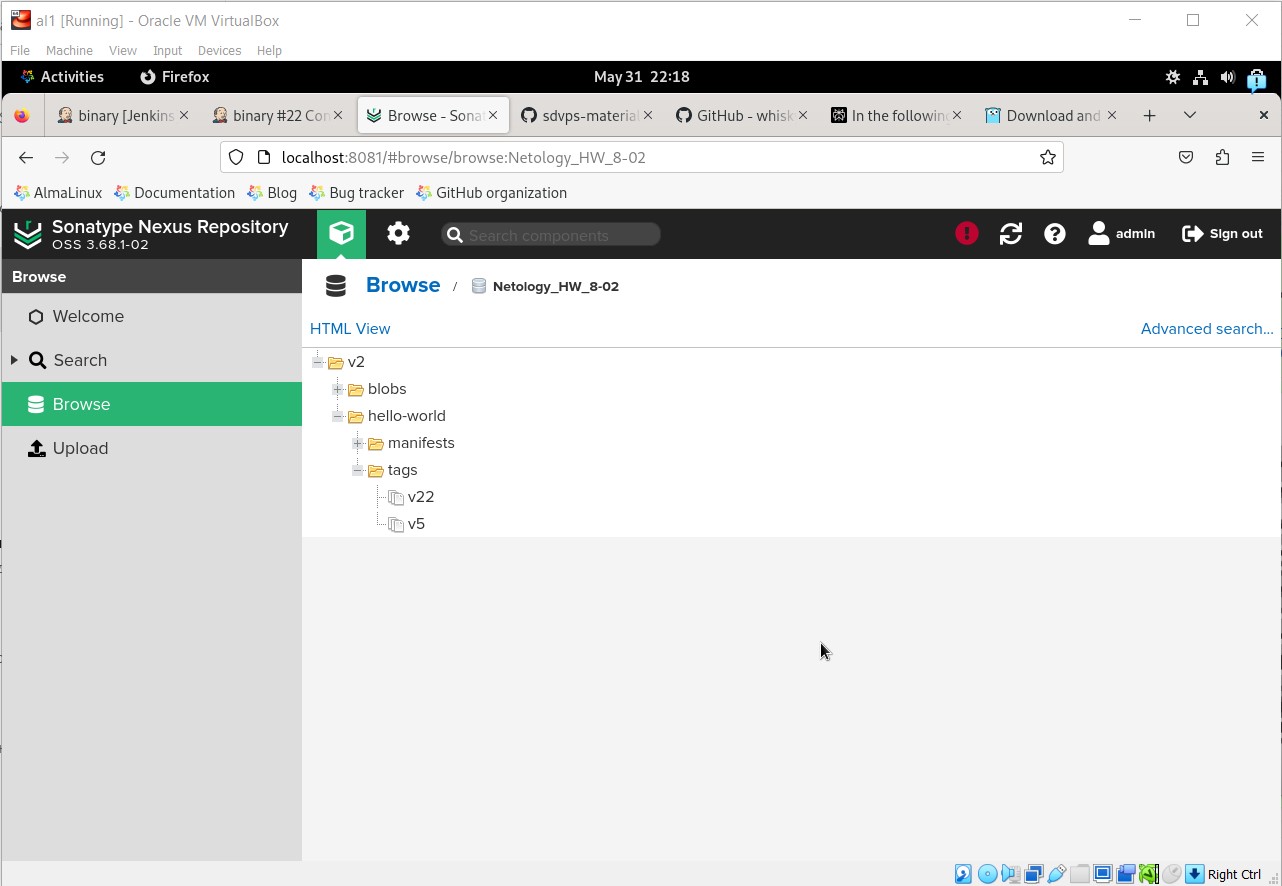 al1 [Running] - Oracle VM VirtualBox
File Machine View Input Devices Help
Activities Firefox May 31 22:18
binary [Jenkins binary #22 Con Browse - Sonat sdvps-material GitHub - whisk In the following Download and
localhost:8081/#browse/browse:Netology_HW_8-02
AlmaLinux Documentation Blog Bug tracker GitHub organization
Sonatype Nexus Repository
OSS 3.68.1-02
Search components
admin Sign out
Browse
Welcome
Search
Browse
Upload
Browse / Netology_HW_8-02
HTML View Advanced search...
v2
blobs
hello-world
manifests
tags
v22
v5
Right Ctrl